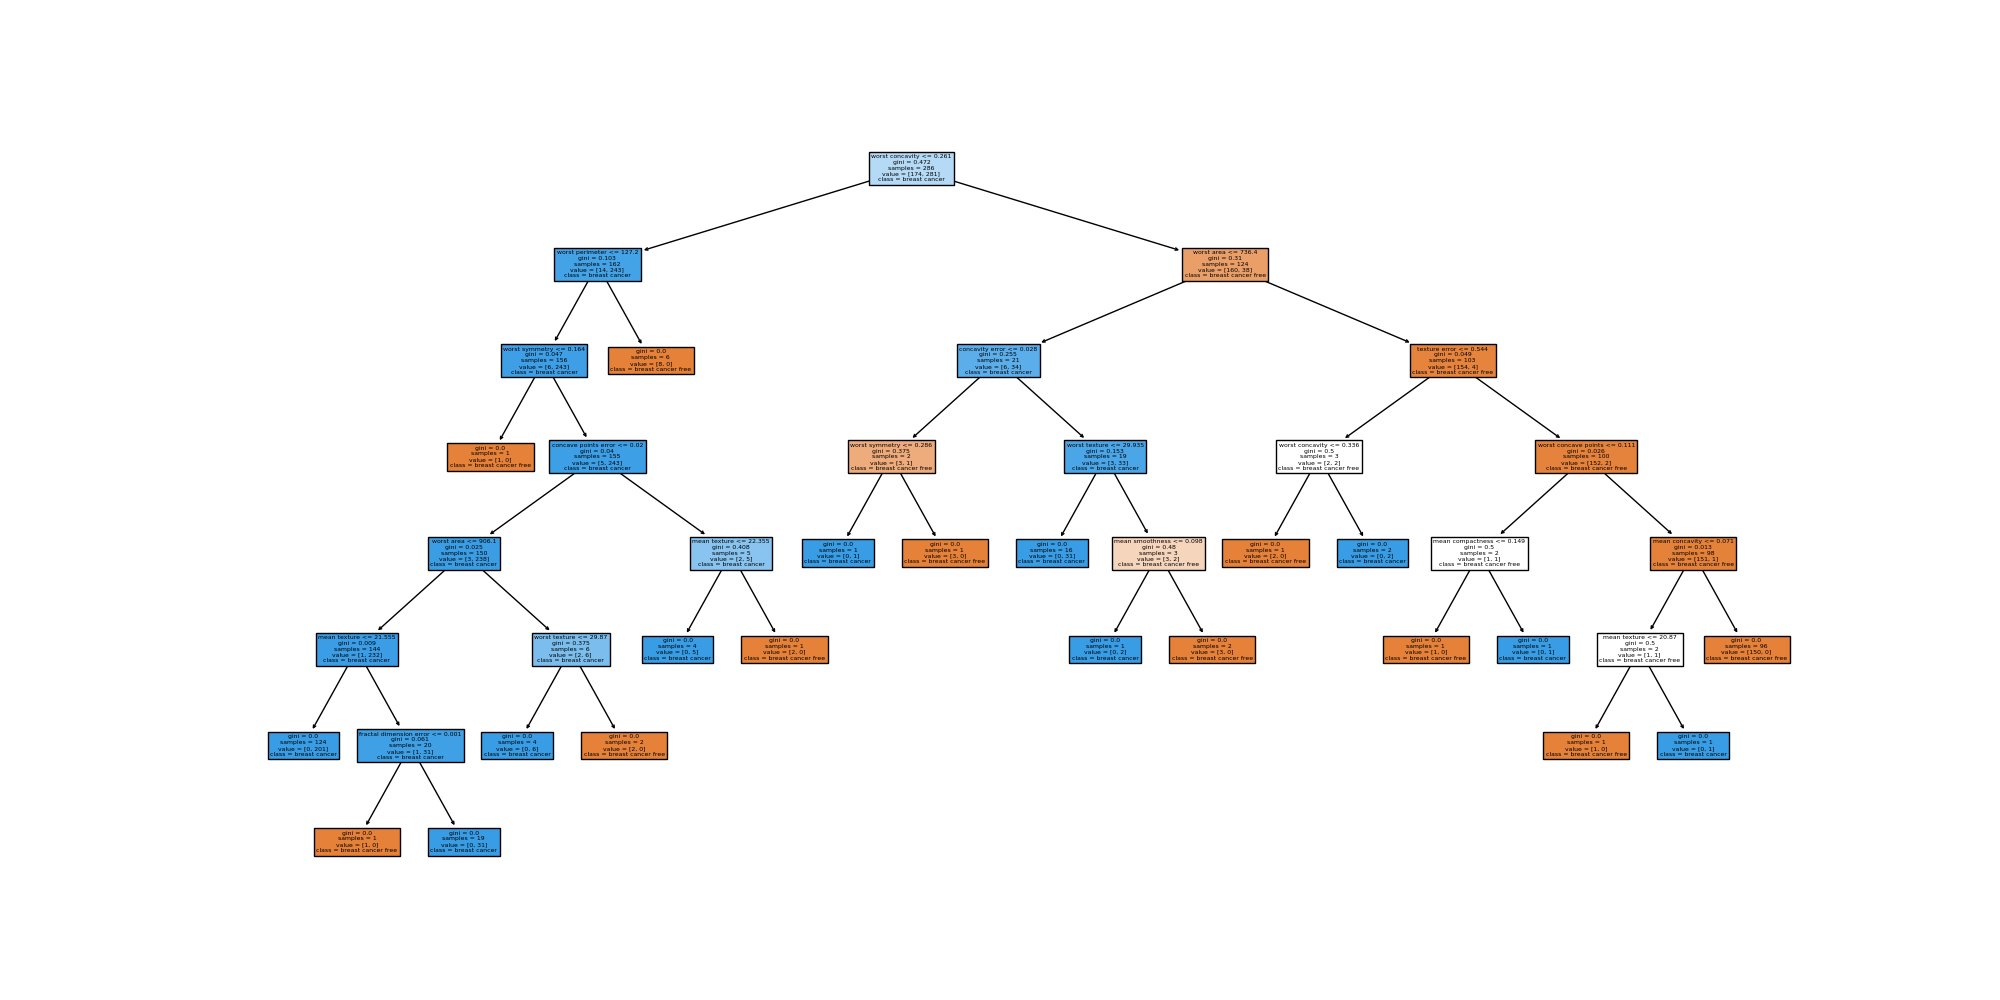 worst concavity <= 0.261
gini = 0.472
samples = 286
value = [174, 281]
class = breast cancer
worst perimeter <= 127.2
gini = 0.103
samples = 162
value = [14, 243]
class = breast cancer
worst area <= 736.4
gini = 0.31
samples = 124
value = [160, 38]
class = breast cancer free
worst symmetry <= 0.164
gini = 0.047
samples = 156
value = [6, 243]
class = breast cancer
gini = 0.0
samples = 6
value = [8, 0]
class = breast cancer free
concavity error <= 0.028
gini = 0.255
samples = 21
value = [6, 34]
class = breast cancer
texture error <= 0.544
gini = 0.049
samples = 103
value = [154, 4]
class = breast cancer free
gini = 0.0
samples = 1
value = [1, 0]
class = breast cancer free
concave points error <= 0.02
gini = 0.04
samples = 155
value = [5, 243]
class = breast cancer
worst symmetry <= 0.286
gini = 0.375
samples = 2
value = [3, 1]
class = breast cancer free
worst texture <= 29.935
gini = 0.153
samples = 19
value = [3, 33]
class = breast cancer
worst concavity <= 0.336
gini = 0.5
samples = 3
value = [2, 2]
class = breast cancer free
worst concave points <= 0.111
gini = 0.026
samples = 100
value = [152, 2]
class = breast cancer free
worst area <= 906.1
gini = 0.025
samples = 150
value = [3, 238]
class = breast cancer
mean texture <= 22.355
gini = 0.408
samples = 5
value = [2, 5]
class = breast cancer
gini = 0.0
samples = 1
value = [0, 1]
class = breast cancer
gini = 0.0
samples = 1
value = [3, 0]
class = breast cancer free
gini = 0.0
samples = 16
value = [0, 31]
class = breast cancer
mean smoothness <= 0.098
gini = 0.48
samples = 3
value = [3, 2]
class = breast cancer free
gini = 0.0
samples = 1
value = [2, 0]
class = breast cancer free
gini = 0.0
samples = 2
value = [0, 2]
class = breast cancer
mean compactness <= 0.149
gini = 0.5
samples = 2
value = [1, 1]
class = breast cancer free
mean concavity <= 0.071
gini = 0.013
samples = 98
value = [151, 1]
class = breast cancer free
mean texture <= 21.555
gini = 0.009
samples = 144
value = [1, 232]
class = breast cancer
worst texture <= 29.87
gini = 0.375
samples = 6
value = [2, 6]
class = breast cancer
gini = 0.0
samples = 4
value = [0, 5]
class = breast cancer
gini = 0.0
samples = 1
value = [2, 0]
class = breast cancer free
gini = 0.0
samples = 1
value = [0, 2]
class = breast cancer
gini = 0.0
samples = 2
value = [3, 0]
class = breast cancer free
gini = 0.0
samples = 1
value = [1, 0]
class = breast cancer free
gini = 0.0
samples = 1
value = [0, 1]
class = breast cancer
mean texture <= 20.87
gini = 0.5
samples = 2
value = [1, 1]
class = breast cancer free
gini = 0.0
samples = 96
value = [150, 0]
class = breast cancer free
gini = 0.0
samples = 124
value = [0, 201]
class = breast cancer
fractal dimension error <= 0.001
gini = 0.061
samples = 20
value = [1, 31]
class = breast cancer
gini = 0.0
samples = 4
value = [0, 6]
class = breast cancer
gini = 0.0
samples = 2
value = [2, 0]
class = breast cancer free
gini = 0.0
samples = 1
value = [1, 0]
class = breast cancer free
gini = 0.0
samples = 1
value = [0, 1]
class = breast cancer
gini = 0.0
samples = 1
value = [1, 0]
class = breast cancer free
gini = 0.0
samples = 19
value = [0, 31]
class = breast cancer